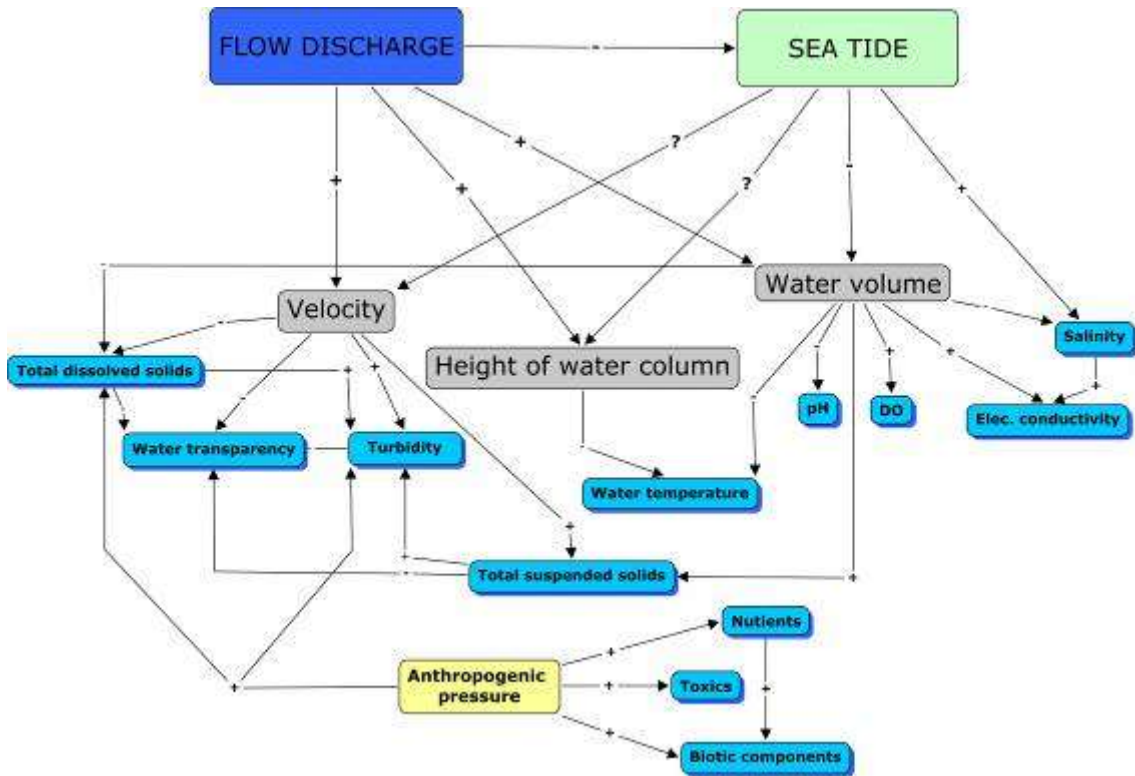 FLOW DISCHARGE
-
SEA TIDE
+
+
+
?
?
-
+
-
Velocity
Water volume
-
-
Salinity
Total dissolved solids
Height of water column
-
+
+
-
-
-
+
+
+
pH
DO
Elec. conductivity
Water transparency
-
Turbidity
-
Water temperature
+
+
-
Total suspended solids
+
Nutients
+
Anthropogenic
pressure
+
+
Toxics
+
+
Biotic components